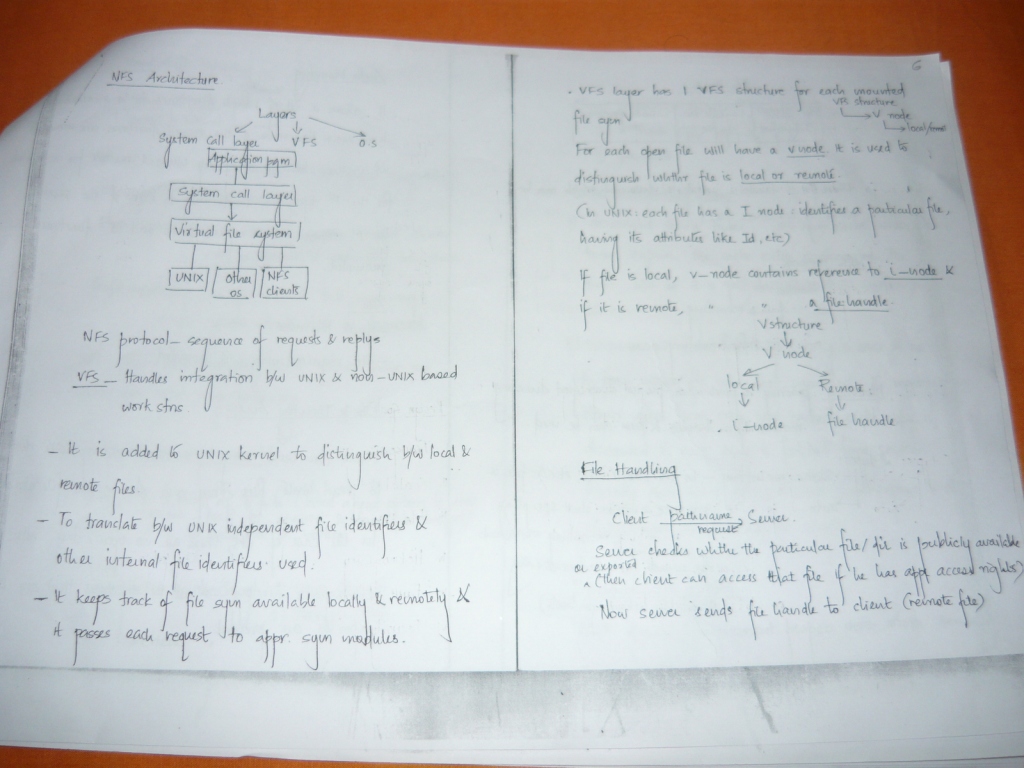 NFS Architecture
Layers
System call layer VFS OS
Application pgm
System call layer
Virtual file system
UNIX Other OS NFS clients
NFS protocol – sequence of requests & replys
VFS – Handles integration b/w UNIX & non-UNIX based
work stns
- It is added to UNIX kernel to distinguish b/w local &
remote files.
- To translate b/w UNIX independent file identifiers &
other internal file identifiers used.
- It keeps track of file sysm available locally & remotely &
it passes each request to appr. sysm modules.
6
. VFS layer has 1 VFS structure for each mounted
file sysm
VFS structure
V node
local/
For each open file will have a vnode it is used to
distinguish whether file is local or remote.
(In UNIX: each file has a I node: identifies a particular file,
having its attributes like Id, etc)
If file is local, v-node contains reference to i-node &
if it is remote, " " a file handle.
V structure
V node
local Remote
i-node file handle
File Handling
Client pathname request Server
Server checks whthe the particular file/dir is publicly available
or exported
(then client can access that file if he has app access rights)
Now server sends file handle to client (remote file)